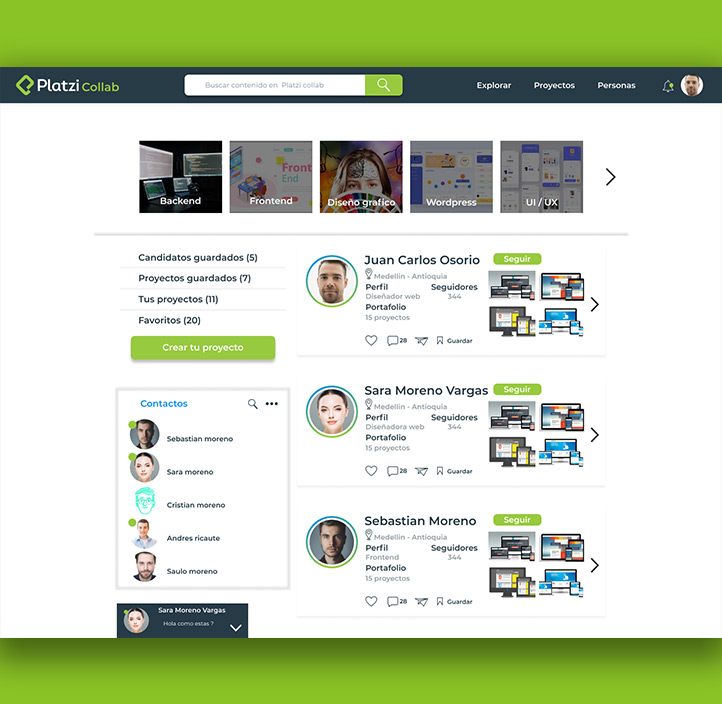 Platzi Collab
Buscar contenido en Platzi collab
Explorar
Proyectos
Personas
Backend
Frontend
Front
End
Diseño grafico
Wordpress
UI / UX
Candidatos guardados (5)
Proyectos guardados (7)
Tus proyectos (11)
Favoritos (20)
Crear tu proyecto
Contactos
Sebastian moreno
Sara moreno
Cristian moreno
Andres ricaute
Saulo moreno
Sara Moreno Vargas
Hola como estas ?
Juan Carlos Osorio
Seguir
Medellin - Antioquia
Perfil Seguidores
Diseñador web 344
Portafolio
15 proyectos
28 Guardar
Sara Moreno Vargas
Seguir
Medellin - Antioquia
Perfil Seguidores
Diseñadora web 344
Portafolio
15 proyectos
28 Guardar
Sebastian Moreno
Seguir
Medellin - Antioquia
Perfil Seguidores
Frontend 344
Portafolio
15 proyectos
28 Guardar